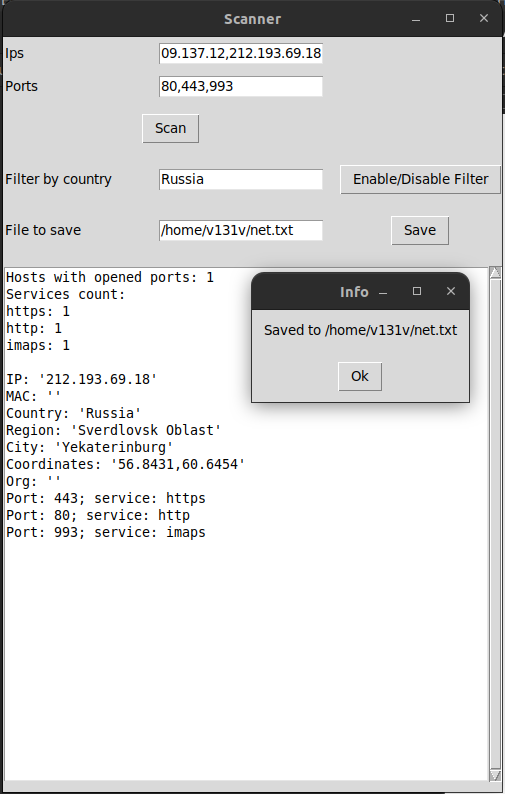 Scanner
Ips 09.137.12,212.193.69.18
Ports 80,443,993
Scan
Filter by country Russia Enable/Disable Filter
File to save /home/v131v/net.txt Save
Hosts with opened ports: 1
Services count:
https: 1
http: 1
imaps: 1
IP: '212.193.69.18'
MAC: ''
Country: 'Russia'
Region: 'Sverdlovsk Oblast'
City: 'Yekaterinburg'
Coordinates: '56.8431,60.6454'
Org: ''
Port: 443; service: https
Port: 80; service: http
Port: 993; service: imaps
Info
Saved to /home/v131v/net.txt
Ok